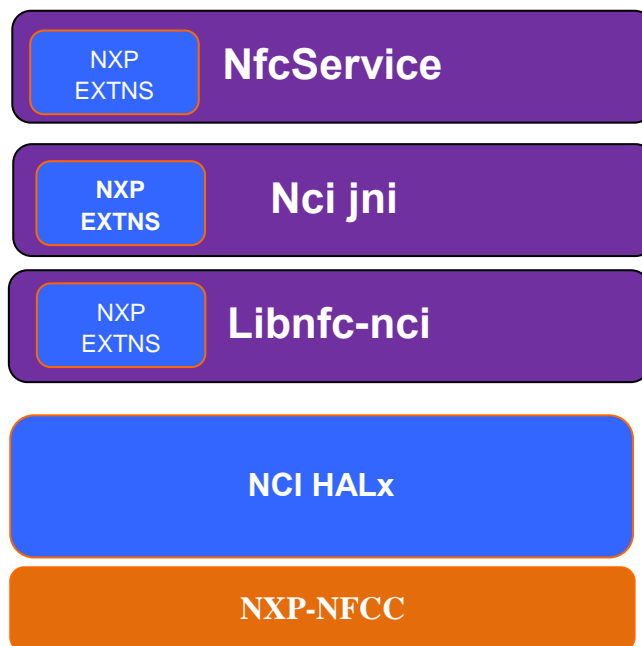 NXP
EXTNS
NfcService
NXP
EXTNS
Nci jni
NXP
EXTNS
Libnfc-nci
NCI HALx
NXP-NFCC